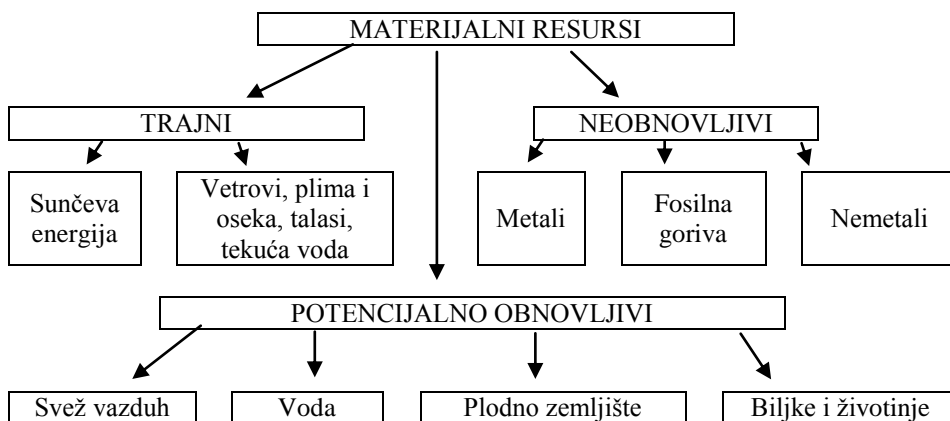 MATERIJALNI RESURSI
TRAJNI
NEOBNOVLJIVI
Sunčeva
energija
Vetrovi, plima i
oseka, talasi,
tekuća voda
Metali
Fosilna
goriva
Nemetali
POTENCIJALNO OBNOVLJIVI
Svež vazduh
Voda
Plodno zemljište
Biljke i životinje